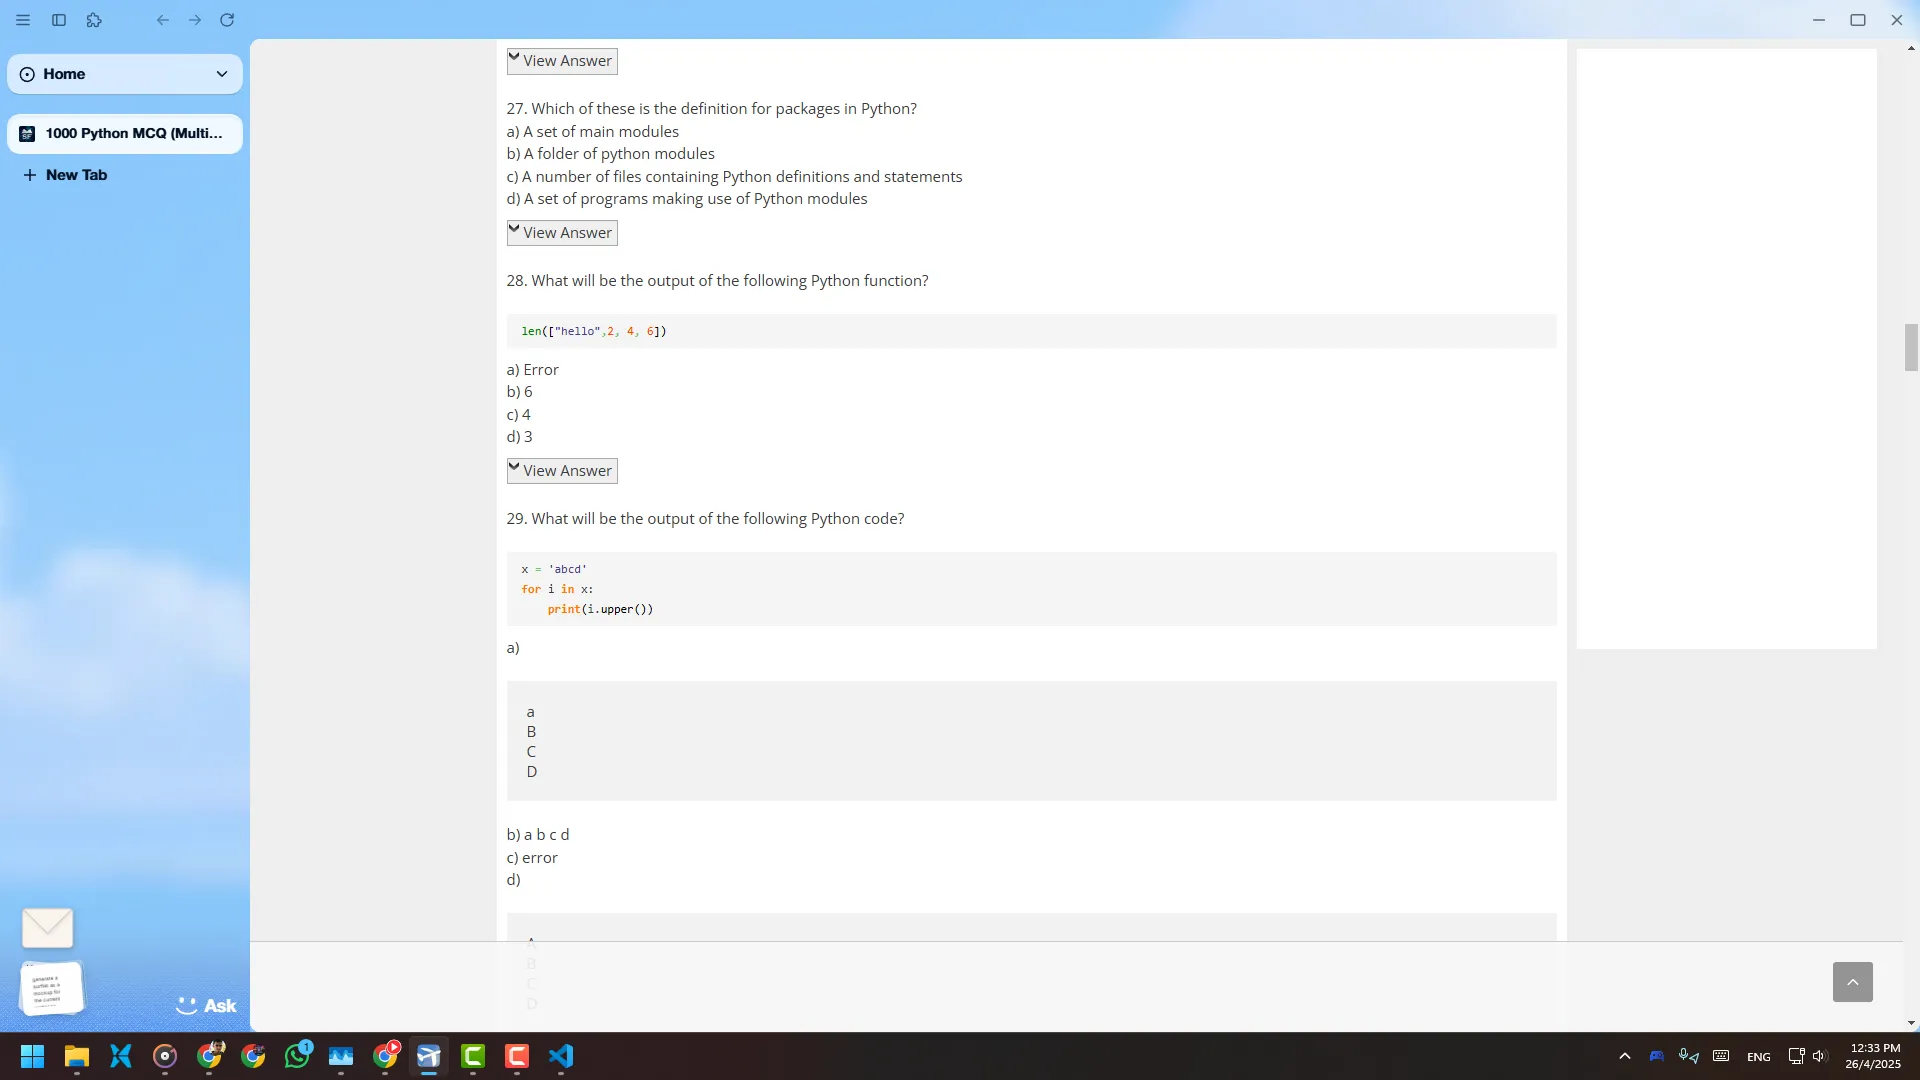 Home
1000 Python MCQ (Multi...
New Tab
Ask
View Answer
27. Which of these is the definition for packages in Python?
a) A set of main modules
b) A folder of python modules
c) A number of files containing Python definitions and statements
d) A set of programs making use of Python modules
View Answer
28. What will be the output of the following Python function?
len(["hello",2, 4, 6])
a) Error
b) 6
c) 4
d) 3
View Answer
29. What will be the output of the following Python code?
x = 'abcd'
for i in x:
    print(i.upper())
a)
a
B
C
D
b) a b c d
c) error
d)
A
B
C
D
1
ENG
12:33 PM
26/4/2025